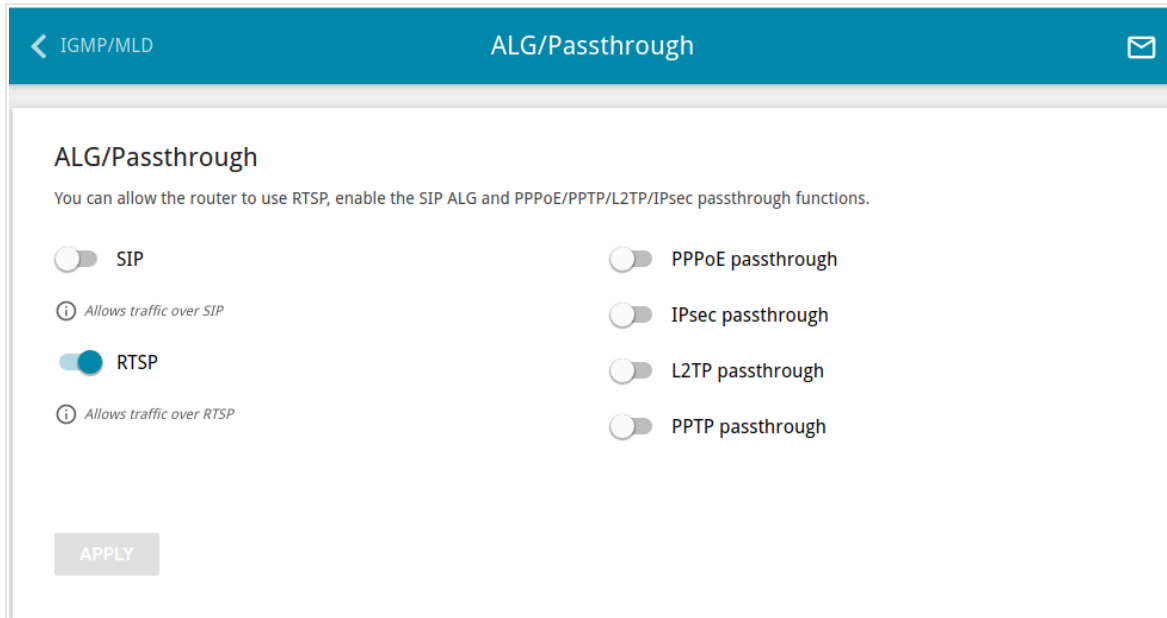 IGMP/MLD
ALG/Passthrough
ALG/Passthrough
You can allow the router to use RTSP, enable the SIP ALG and PPPoE/PPTP/L2TP/IPsec passthrough functions.
SIP
Allows traffic over SIP
RTSP
Allows traffic over RTSP
PPPoE passthrough
IPsec passthrough
L2TP passthrough
PPTP passthrough
APPLY